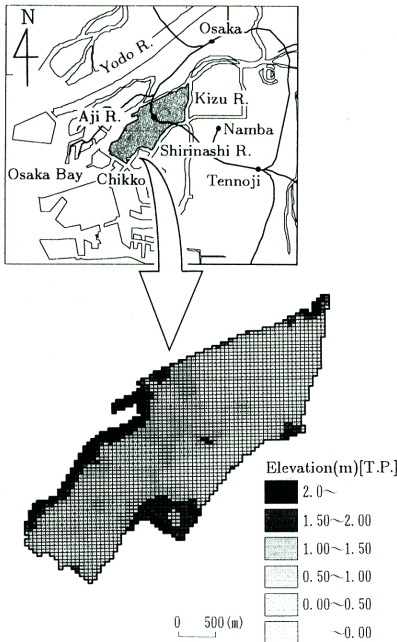 N
Osaka
Yodo R.
Kizu R.
Aji R.
Namba
Shirinashi R.
Osaka Bay
Chikko
Tennoji
Elevation(m)[T.P.]
2.0～
1.50～2.00
1.00～1.50
0.50～1.00
0.00～0.50
～0.00
0 500(m)